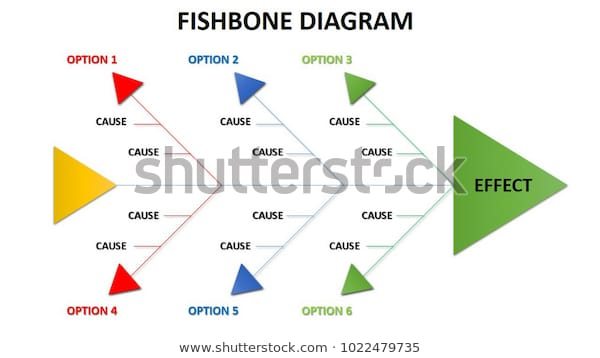 FISHBONE DIAGRAM
OPTION 1 OPTION 2 OPTION 3
CAUSE CAUSE CAUSE
CAUSE CAUSE CAUSE
shutterstock
EFFECT
CAUSE CAUSE CAUSE
CAUSE CAUSE CAUSE
OPTION 4 OPTION 5 OPTION 6
www.shutterstock.com • 1022479735